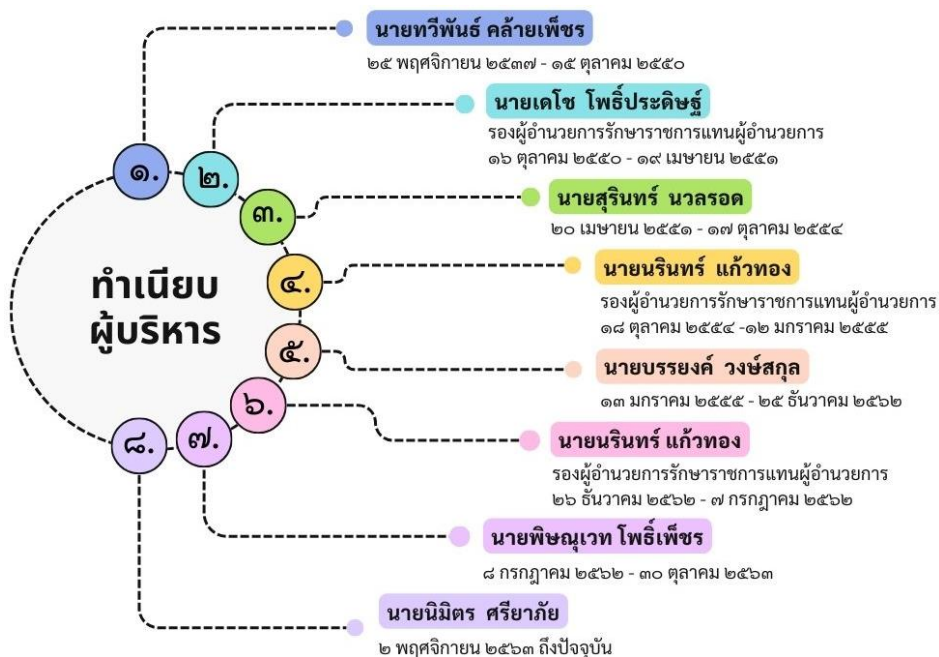 ทำเนียบ
ผู้บริหาร
๑.
นายทวีพันธ์ คล้ายเพ็ชร
๒๕ พฤศจิกายน ๒๕๓๗ - ๑๕ ตุลาคม ๒๕๕๐
๒.
นายเดโช โพธิ์ประดิษฐ์
รองผู้อำนวยการรักษาราชการแทนผู้อำนวยการ
๑๖ ตุลาคม ๒๕๕๐ - ๑๙ เมษายน ๒๕๕๑
๓.
นายสุรินทร์ นวลรอด
๒๐ เมษายน ๒๕๕๑ - ๑๗ ตุลาคม ๒๕๕๔
๔.
นายนรินทร์ แก้วทอง
รองผู้อำนวยการรักษาราชการแทนผู้อำนวยการ
๑๘ ตุลาคม ๒๕๕๔ -๑๒ มกราคม ๒๕๕๕
๕.
นายบรรยงค์ วงษ์สกุล
๑๓ มกราคม ๒๕๕๕ - ๒๕ ธันวาคม ๒๕๖๒
๖.
นายนรินทร์ แก้วทอง
รองผู้อำนวยการรักษาราชการแทนผู้อำนวยการ
๒๖ ธันวาคม ๒๕๖๒ - ๗ กรกฎาคม ๒๕๖๒
๗.
นายพิษณุเวท โพธิ์เพ็ชร
๘ กรกฎาคม ๒๕๖๒ - ๓๐ ตุลาคม ๒๕๖๓
๘.
นายนิมิตร ศรียาภัย
๒ พฤศจิกายน ๒๕๖๓ ถึงปัจจุบัน